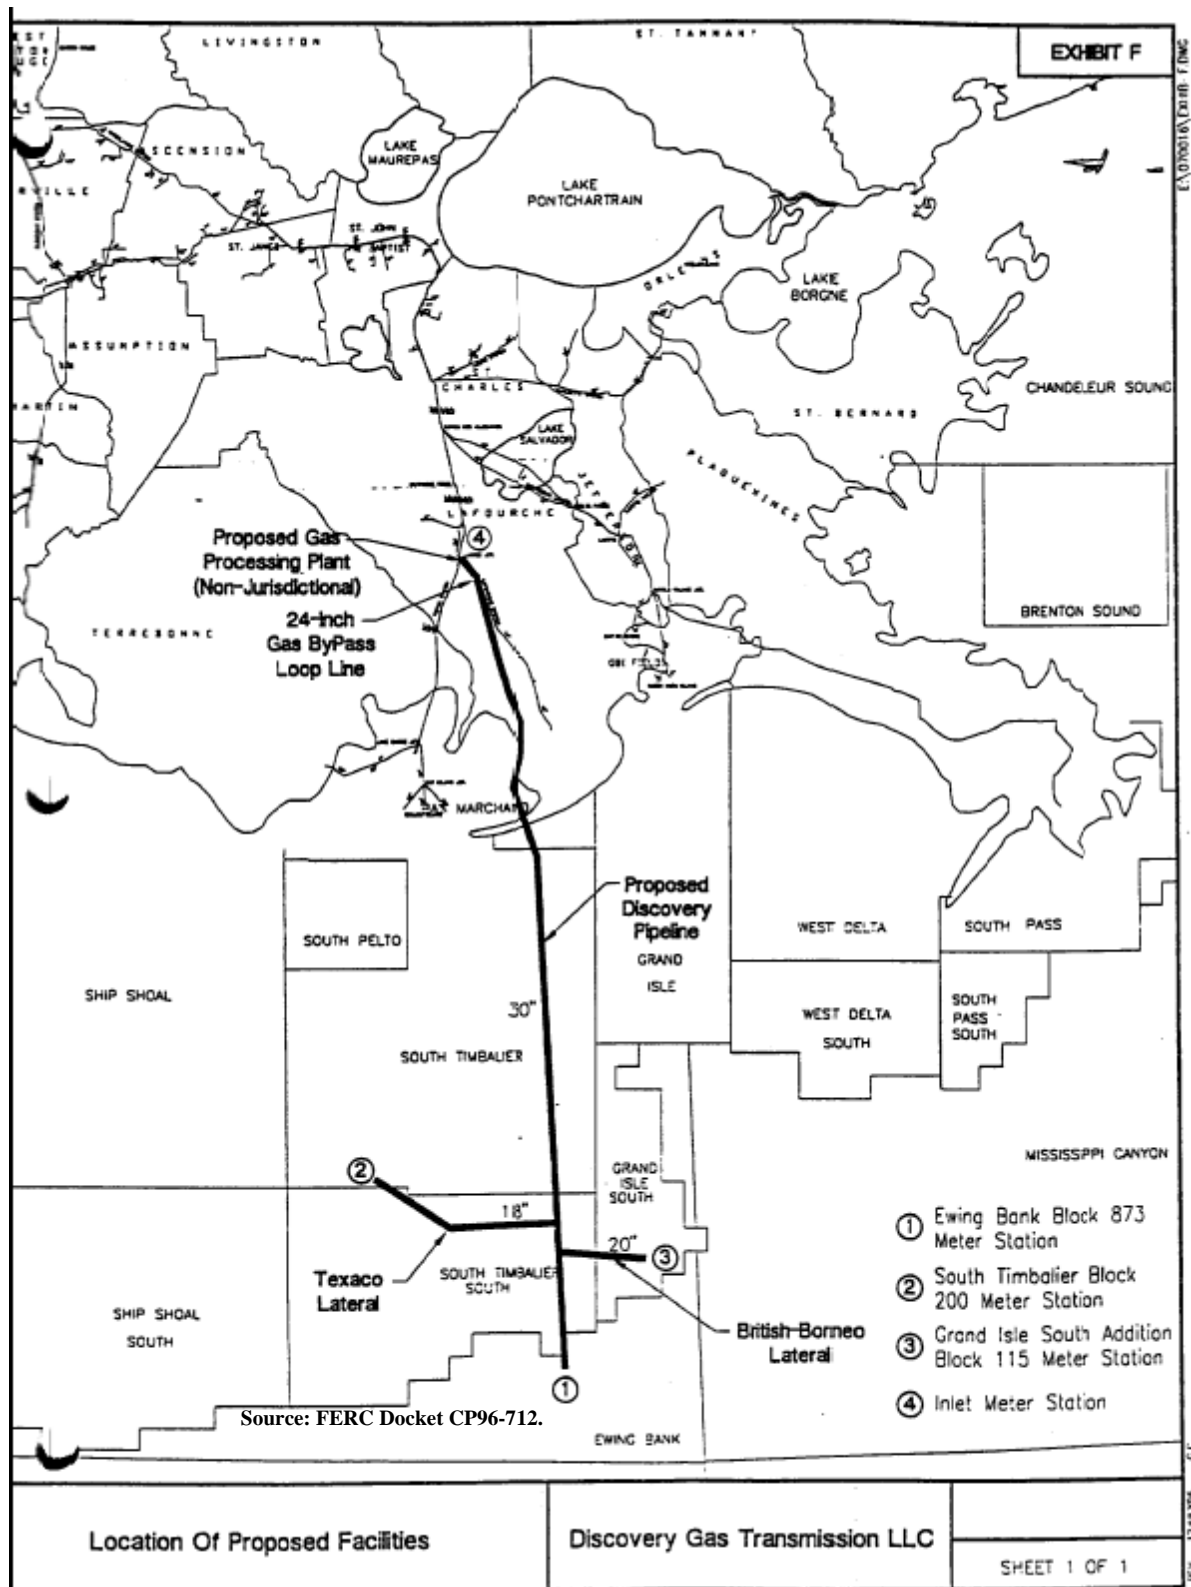 LIVINGSTON
ST. TAMMANY
EXHIBIT F
ASCENSION
LAKE
MAUREPAS
LAKE
PONTCHARTRAIN
ST. JAMES
ST. JOHN
BAPTIST
ORLEANS
LAKE
BORGNE
ASSUMPTION
ST.
CHARLES
CHANDELEUR SOUND
ST. BERNARD
LAKE
SALVADOR
PLAQUEMINES
LAFOURCHE
Proposed Gas
Processing Plant
(Non-Jurisdictional)
4
24-Inch
Gas ByPass
Loop Line
TERREBONNE
BRENTON SOUND
MARCHAND
Proposed
Discovery
Pipeline
SOUTH PELTO
GRAND
ISLE
WEST DELTA
SOUTH PASS
SHIP SHOAL
30"
SOUTH TIMBALIER
WEST DELTA
SOUTH
SOUTH
PASS
SOUTH
MISSISSPPI CANYON
2
18"
GRAND
ISLE
SOUTH
20"
3
Texaco
Lateral
SOUTH TIMBALIER
SOUTH
SHIP SHOAL
SOUTH
British-Borneo
Lateral
1
1 Ewing Bank Block 873
Meter Station
2 South Timbalier Block
200 Meter Station
3 Grand Isle South Addition
Block 115 Meter Station
4 Inlet Meter Station
Source: FERC Docket CP96-712.
EWING BANK
Location Of Proposed Facilities
Discovery Gas Transmission LLC
SHEET 1 OF 1